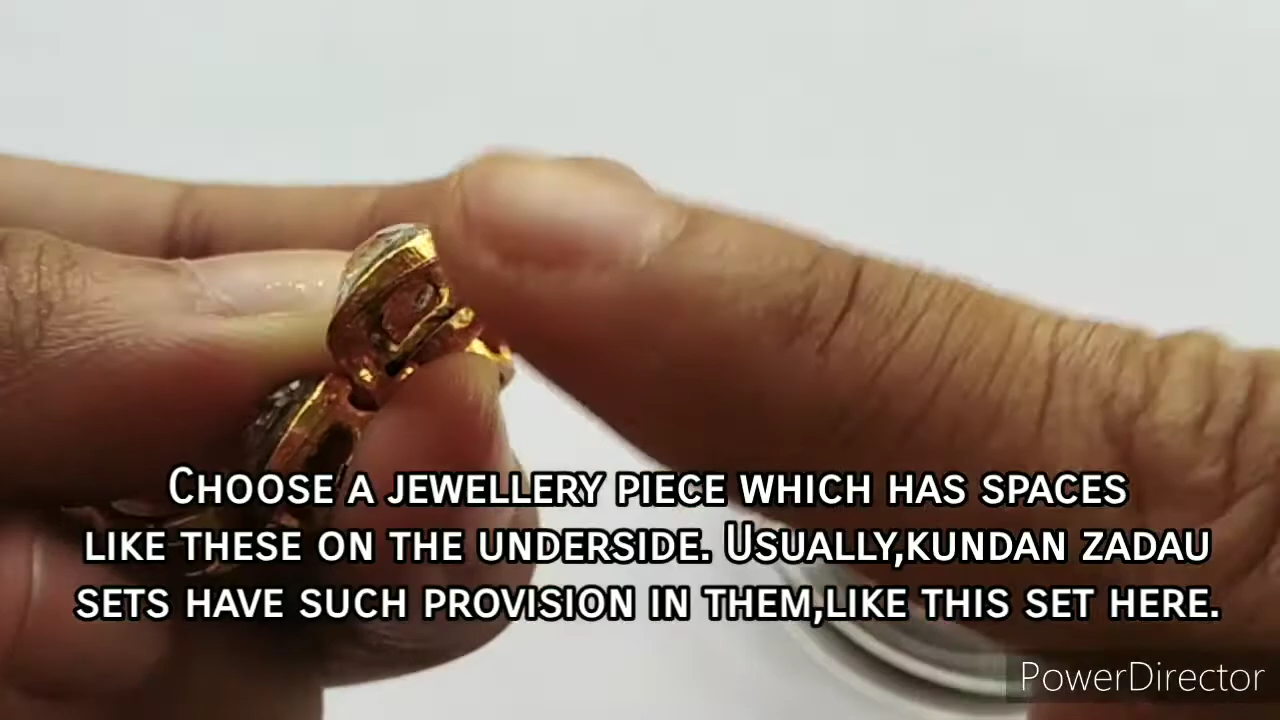 Choose a jewellery piece which has spaces
like these on the underside. Usually,kundan zadau
sets have such provision in them,like this set here.
PowerDirector